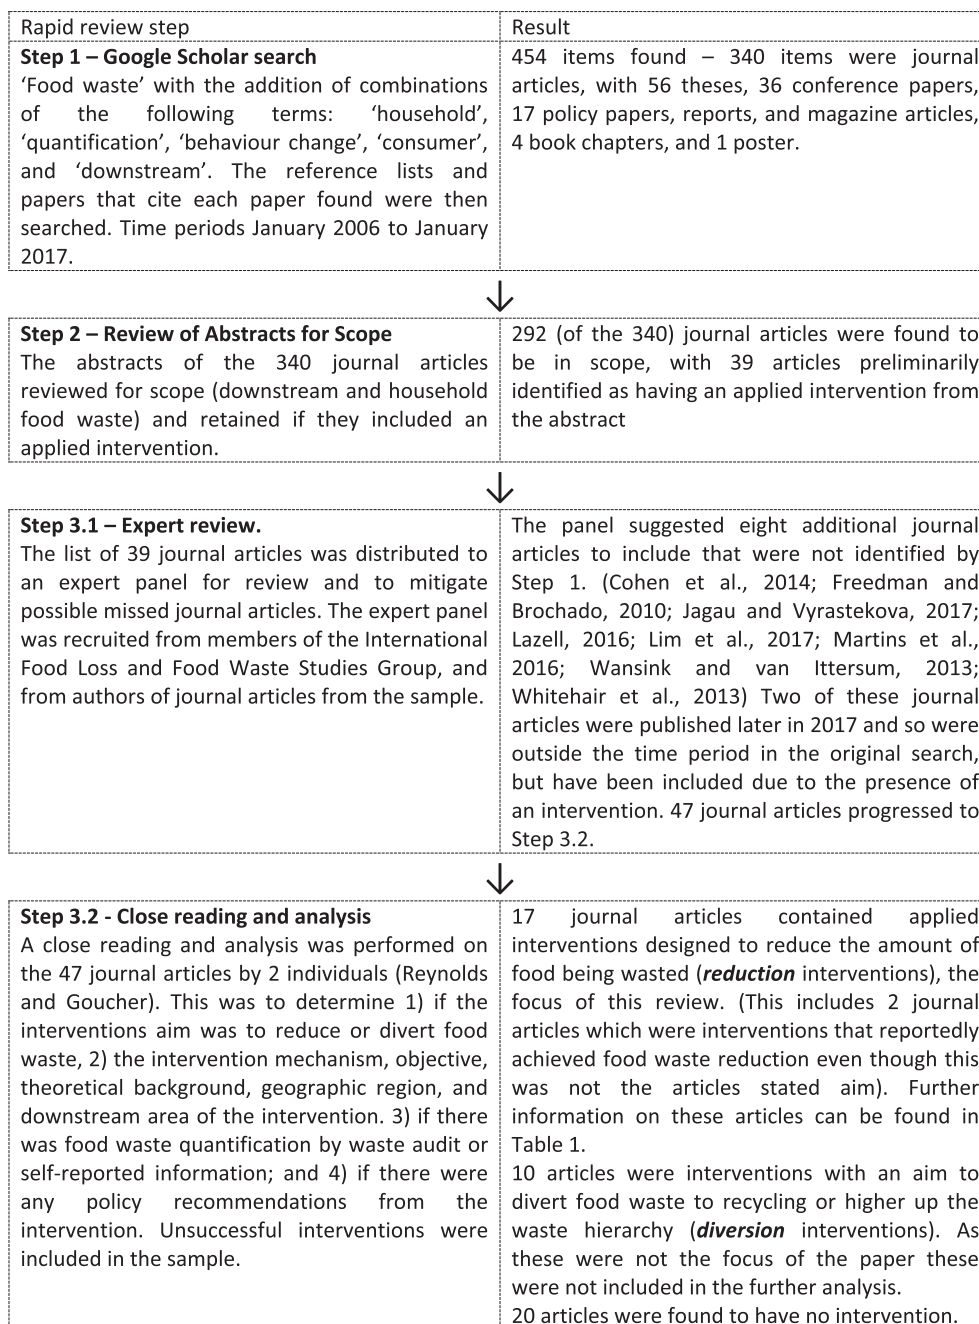 Rapid review step
Result
Step 1 – Google Scholar search
‘Food waste’ with the addition of combinations
of the following terms: ‘household’,
‘quantification’, ‘behaviour change’, ‘consumer’,
and ‘downstream’. The reference lists and
papers that cite each paper found were then
searched. Time periods January 2006 to January
2017.
454 items found – 340 items were journal
articles, with 56 theses, 36 conference papers,
17 policy papers, reports, and magazine articles,
4 book chapters, and 1 poster.
Step 2 – Review of Abstracts for Scope
The abstracts of the 340 journal articles
reviewed for scope (downstream and household
food waste) and retained if they included an
applied intervention.
292 (of the 340) journal articles were found to
be in scope, with 39 articles preliminarily
identified as having an applied intervention from
the abstract
Step 3.1 – Expert review.
The list of 39 journal articles was distributed to
an expert panel for review and to mitigate
possible missed journal articles. The expert panel
was recruited from members of the International
Food Loss and Food Waste Studies Group, and
from authors of journal articles from the sample.
The panel suggested eight additional journal
articles to include that were not identified by
Step 1. (Cohen et al., 2014; Freedman and
Brochado, 2010; Jagau and Vyrastekova, 2017;
Lazell, 2016; Lim et al., 2017; Martins et al.,
2016; Wansink and van Ittersum, 2013;
Whitehair et al., 2013) Two of these journal
articles were published later in 2017 and so were
outside the time period in the original search,
but have been included due to the presence of
an intervention. 47 journal articles progressed to
Step 3.2.
Step 3.2 - Close reading and analysis
A close reading and analysis was performed on
the 47 journal articles by 2 individuals (Reynolds
and Goucher). This was to determine 1) if the
interventions aim was to reduce or divert food
waste, 2) the intervention mechanism, objective,
theoretical background, geographic region, and
downstream area of the intervention. 3) if there
was food waste quantification by waste audit or
self-reported information; and 4) if there were
any policy recommendations from the
intervention. Unsuccessful interventions were
included in the sample.
17 journal articles contained applied
interventions designed to reduce the amount of
food being wasted (reduction interventions), the
focus of this review. (This includes 2 journal
articles which were interventions that reportedly
achieved food waste reduction even though this
was not the articles stated aim). Further
information on these articles can be found in
Table 1.
10 articles were interventions with an aim to
divert food waste to recycling or higher up the
waste hierarchy (diversion interventions). As
these were not the focus of the paper these
were not included in the further analysis.
20 articles were found to have no intervention.